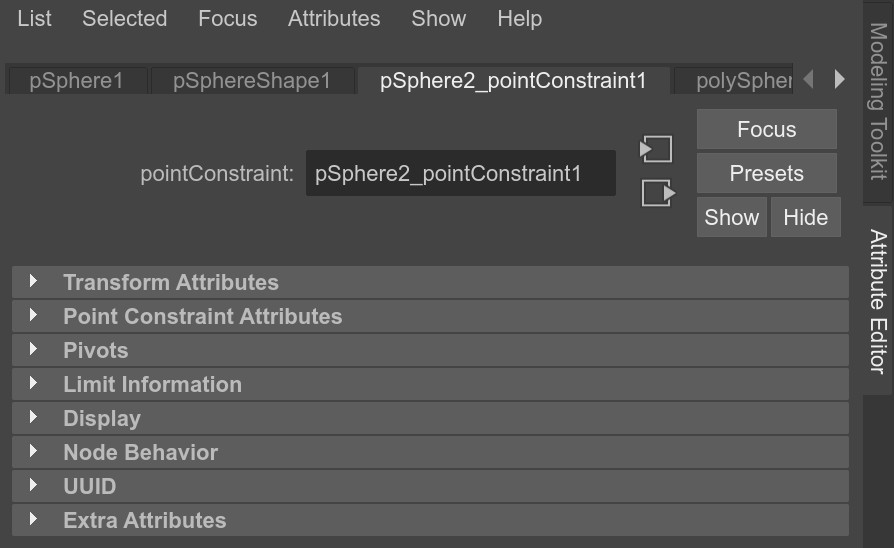 List Selected Focus Attributes Show Help
pSphere1 pSphereShape1 pSphere2_pointConstraint1 polySpher
Focus
pointConstraint: pSphere2_pointConstraint1 Presets
Show Hide
Transform Attributes
Point Constraint Attributes
Pivots
Limit Information
Display
Node Behavior
UUID
Extra Attributes
Modeling Toolkit
Attribute Editor